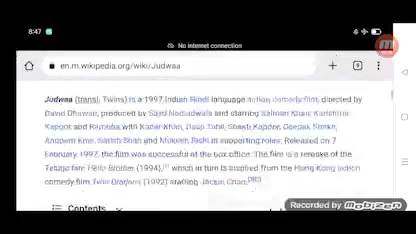 8:47
No internet connection
en.m.wikipedia.org/wiki/Judwaa
9
Judwaa (transl. Twins) is a 1997 Indian Hindi language action comedy film, directed by
David Dhawan, produced by Sajid Nadiadwala and starring Salman Khan, Karishma
Kapoor and Rambha with Kader Khan, Dalip Tahil, Shakti Kapoor, Deepak Shirke,
Anupam Kher, Satish Shah and Mukesh Rishi in supporting roles. Released on 7
February 1997, the film was successful at the box office. The film is a remake of the
Telugu film Hello Brother (1994), which in turn is inspired from the Hong Kong action
comedy film Twin Dragons (1992) starring Jackie Chan.
Contents
Recorded by mobizen